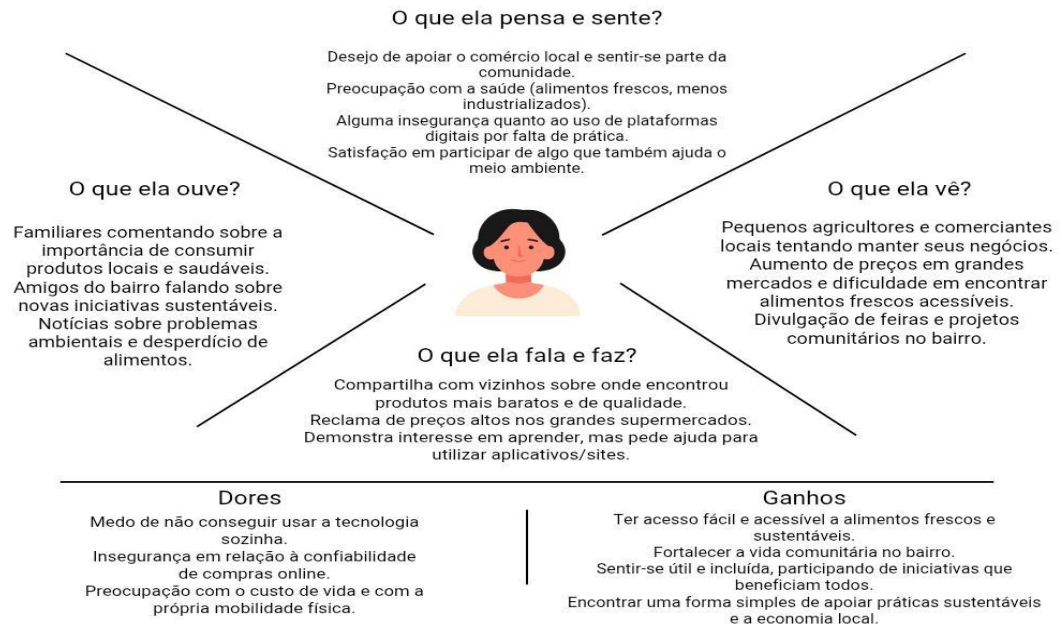 O que ela pensa e sente?
Desejo de apoiar o comércio local e sentir-se parte da
comunidade.
Preocupação com a saúde (alimentos frescos, menos
industrializados).
Alguma insegurança quanto ao uso de plataformas
digitais por falta de prática.
Satisfação em participar de algo que também ajuda o
meio ambiente.
O que ela ouve?
Familiares comentando sobre a
importância de consumir
produtos locais e saudáveis.
Amigos do bairro falando sobre
novas iniciativas sustentáveis.
Notícias sobre problemas
ambientais e desperdício de
alimentos.
O que ela vê?
Pequenos agricultores e comerciantes
locais tentando manter seus negócios.
Aumento de preços em grandes
mercados e dificuldade em encontrar
alimentos frescos acessíveis.
Divulgação de feiras e projetos
comunitários no bairro.
O que ela fala e faz?
Compartilha com vizinhos sobre onde encontrou
produtos mais baratos e de qualidade.
Reclama de preços altos nos grandes supermercados.
Demonstra interesse em aprender, mas pede ajuda para
utilizar aplicativos/sites.
Dores
Medo de não conseguir usar a tecnologia
sozinha.
Insegurança em relação à confiabilidade
de compras online.
Preocupação com o custo de vida e com a
própria mobilidade física.
Ganhos
Ter acesso fácil e acessível a alimentos frescos e
sustentáveis.
Fortalecer a vida comunitária no bairro.
Sentir-se útil e incluída, participando de iniciativas que
beneficiam todos.
Encontrar uma forma simples de apoiar práticas sustentáveis
e a economia local.